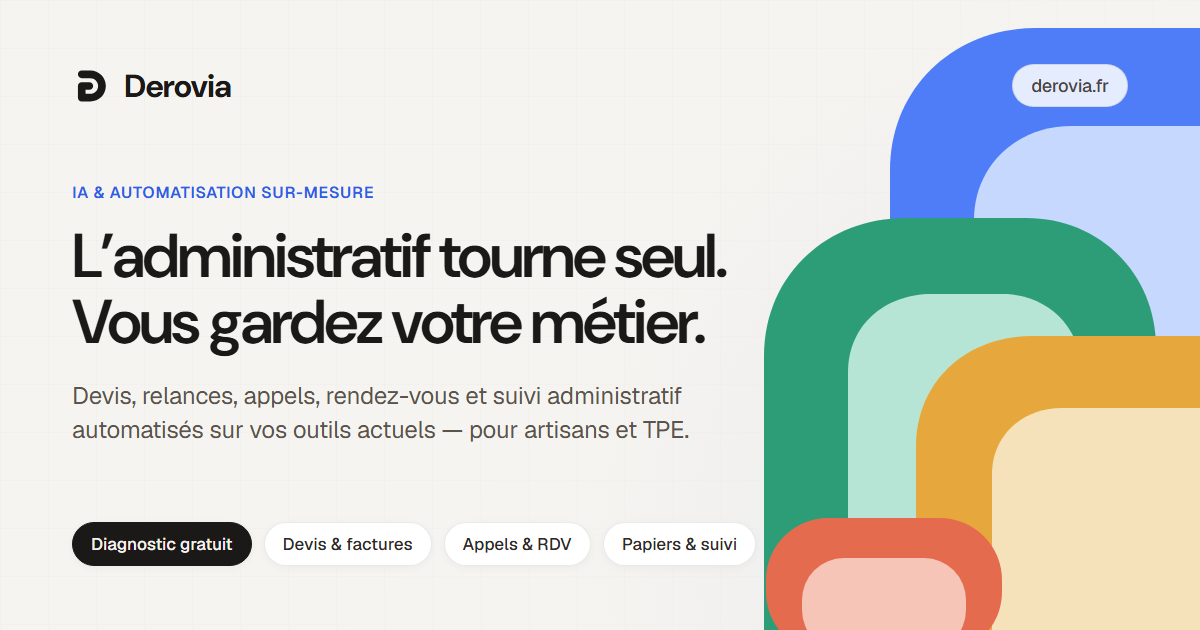 Derovia
derovia.fr
IA & AUTOMATISATION SUR-MESURE
L’administratif tourne seul.
Vous gardez votre métier.
Devis, relances, appels, rendez-vous et suivi administratif
automatisés sur vos outils actuels — pour artisans et TPE.
Diagnostic gratuit
Devis & factures
Appels & RDV
Papiers & suivi